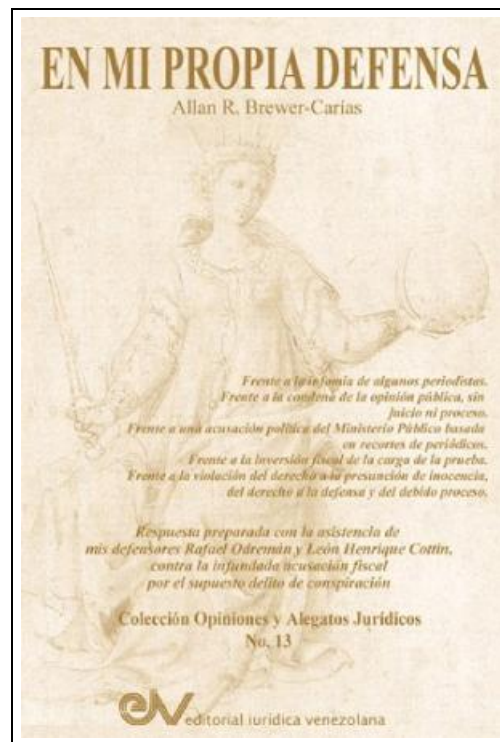 EN MI PROPIA DEFENSA
Allan R. Brewer-Carías
Frente a la infamia de algunos periodistas.
Frente a la condena de la opinión pública, sin
juicio ni proceso.
Frente a una acusación política del Ministerio Público basada
en recortes de periódicos.
Frente a la inversión fiscal de la carga de la prueba.
Frente a la violación del derecho a la presunción de inocencia,
del derecho a la defensa y del debido proceso.
Respuesta preparada con la asistencia de
mis defensores Rafael Odremán y León Henrique Cottin,
contra la infundada acusación fiscal
por el supuesto delito de conspiración
Colección Opiniones y Alegatos Jurídicos
No. 13
ejv editorial jurídica venezolana